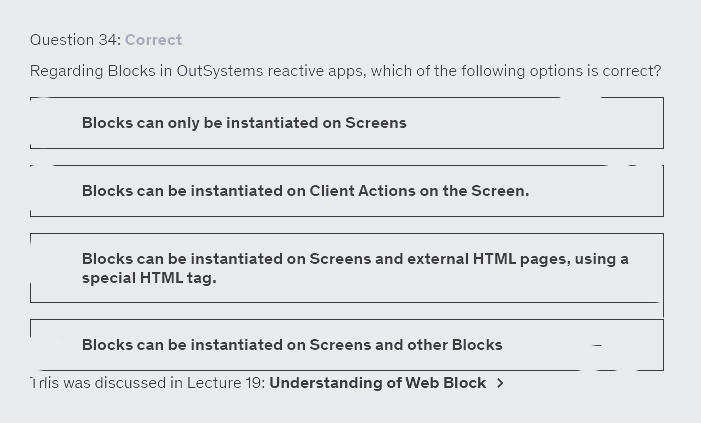 Question 34: Correct
Regarding Blocks in OutSystems reactive apps, which of the following options is correct?
Blocks can only be instantiated on Screens
Blocks can be instantiated on Client Actions on the Screen.
Blocks can be instantiated on Screens and external HTML pages, using a
special HTML tag.
Blocks can be instantiated on Screens and other Blocks
This was discussed in Lecture 19: Understanding of Web Block >